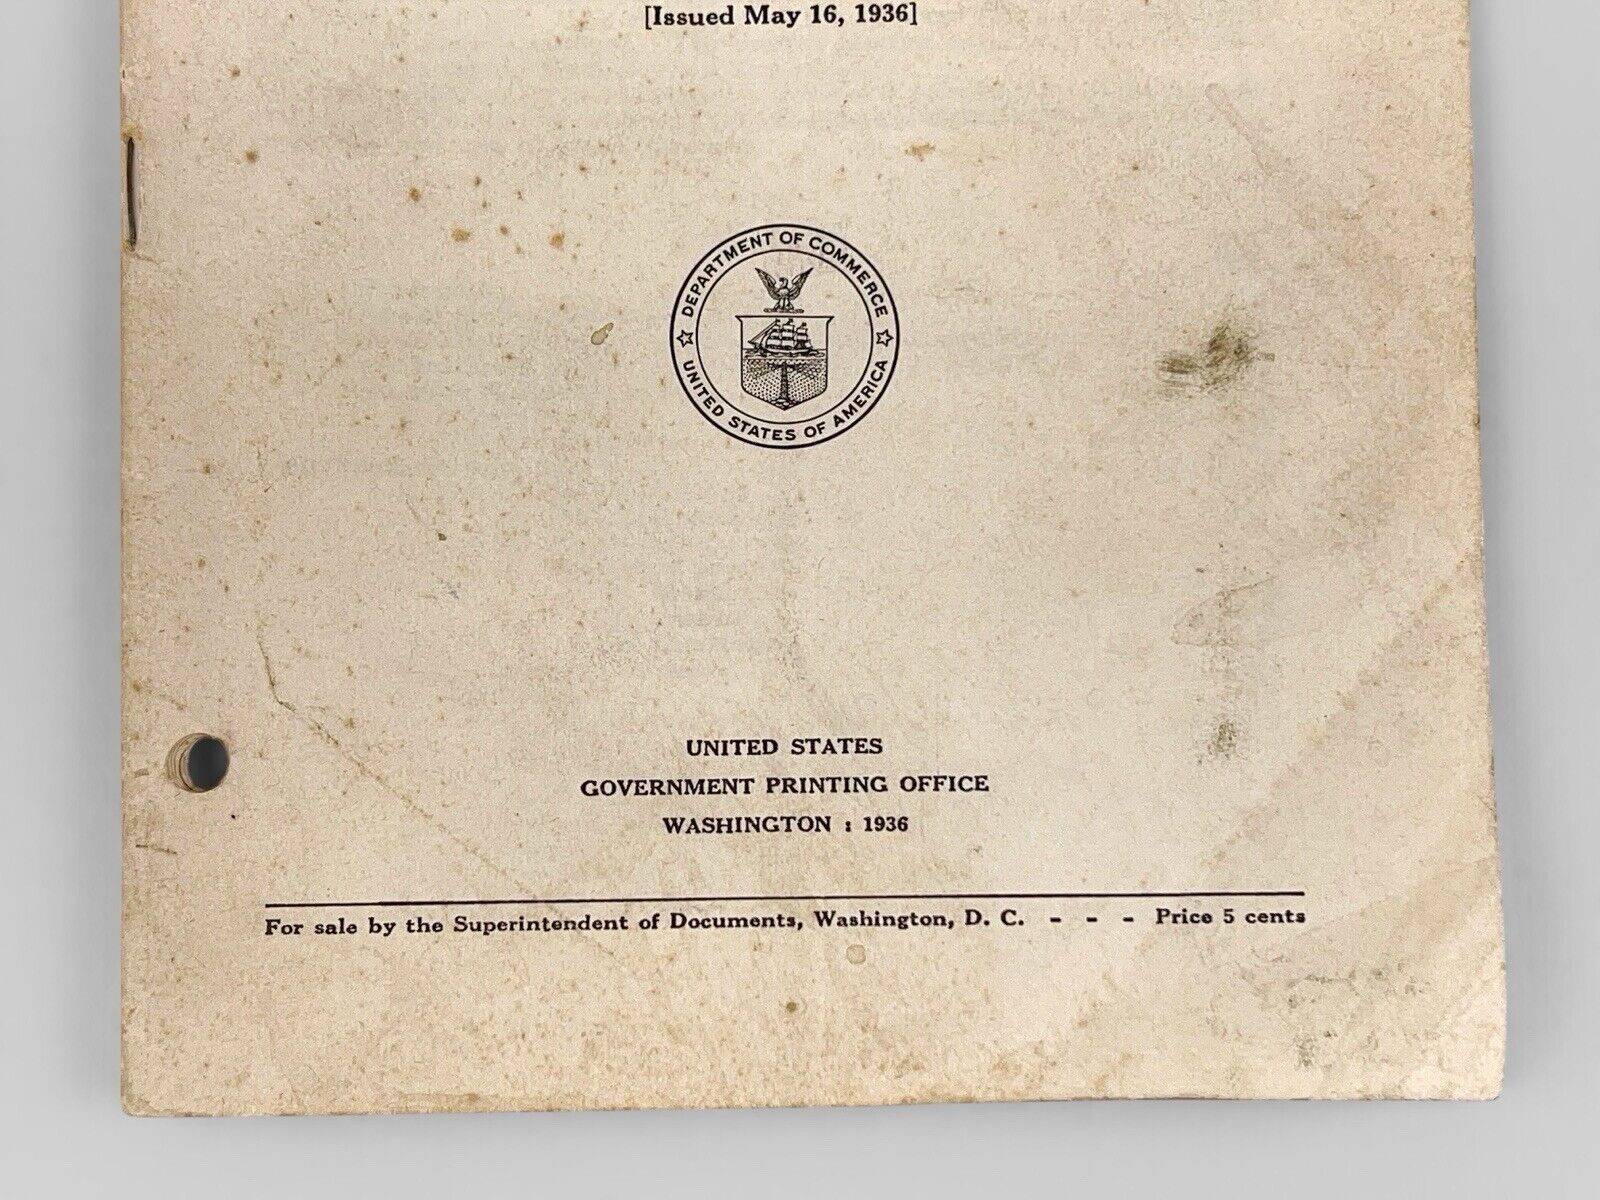 [Issued May 16, 1936]
DEPARTMENT OF COMMERCE
UNITED STATES OF AMERICA
UNITED STATES
GOVERNMENT PRINTING OFFICE
WASHINGTON : 1936
For sale by the Superintendent of Documents, Washington, D. C. - - - Price 5 cents